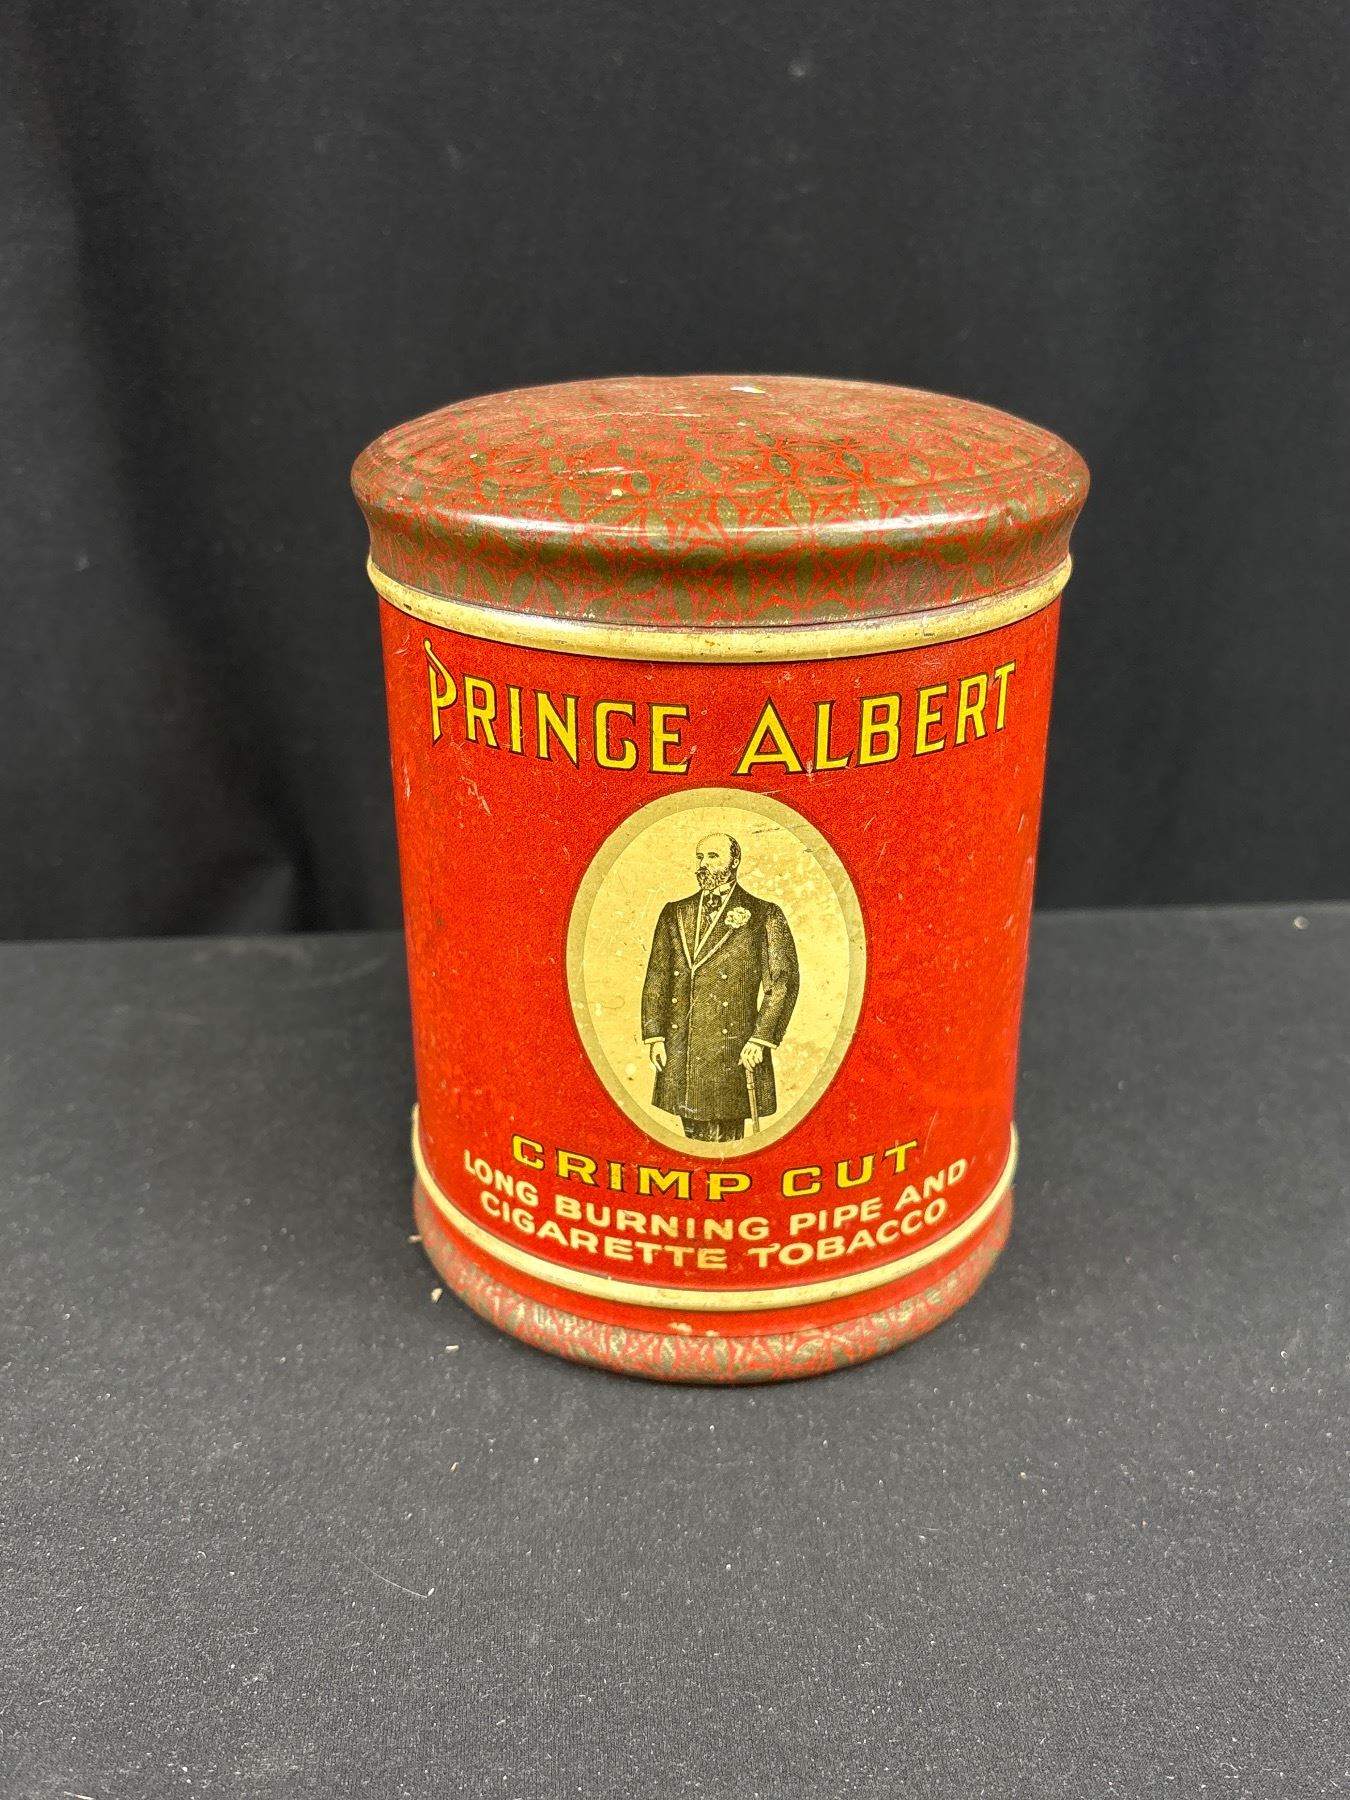 PRINCE ALBERT
CRIMP CUT
LONG BURNING PIPE AND
CIGARETTE TOBACCO